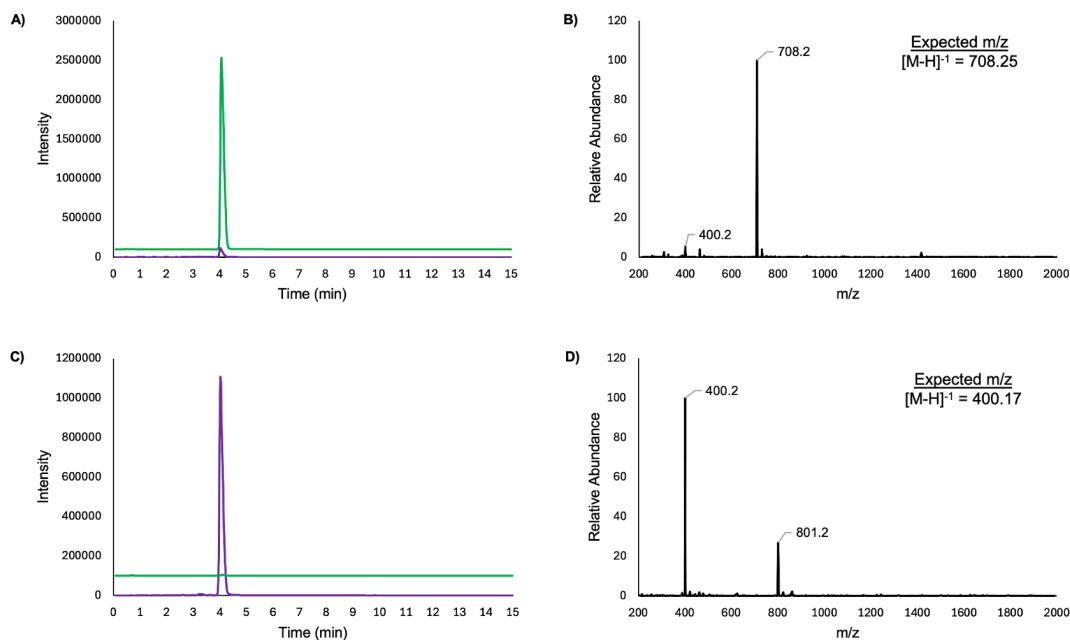 A)
3000000
2500000
2000000
1500000
1000000
500000
0
Intensity
0 1 2 3 4 5 6 7 8 9 10 11 12 13 14 15
Time (min)
B)
120
100
80
60
40
20
0
Relative Abundance
708.2
400.2
Expected m/z
[M-H]⁻¹ = 708.25
200 400 600 800 1000 1200 1400 1600 1800 2000
m/z
C)
1200000
1000000
800000
600000
400000
200000
0
Intensity
0 1 2 3 4 5 6 7 8 9 10 11 12 13 14 15
Time (min)
D)
120
100
80
60
40
20
0
Relative Abundance
400.2
801.2
Expected m/z
[M-H]⁻¹ = 400.17
200 400 600 800 1000 1200 1400 1600 1800 2000
m/z